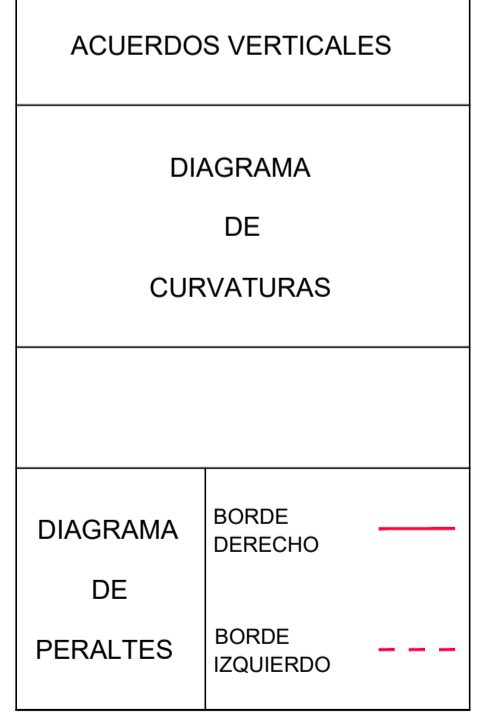 ACUERDOS VERTICALES
DIAGRAMA
DE
CURVATURAS
DIAGRAMA
DE
PERALTES
BORDE
DERECHO
BORDE
IZQUIERDO